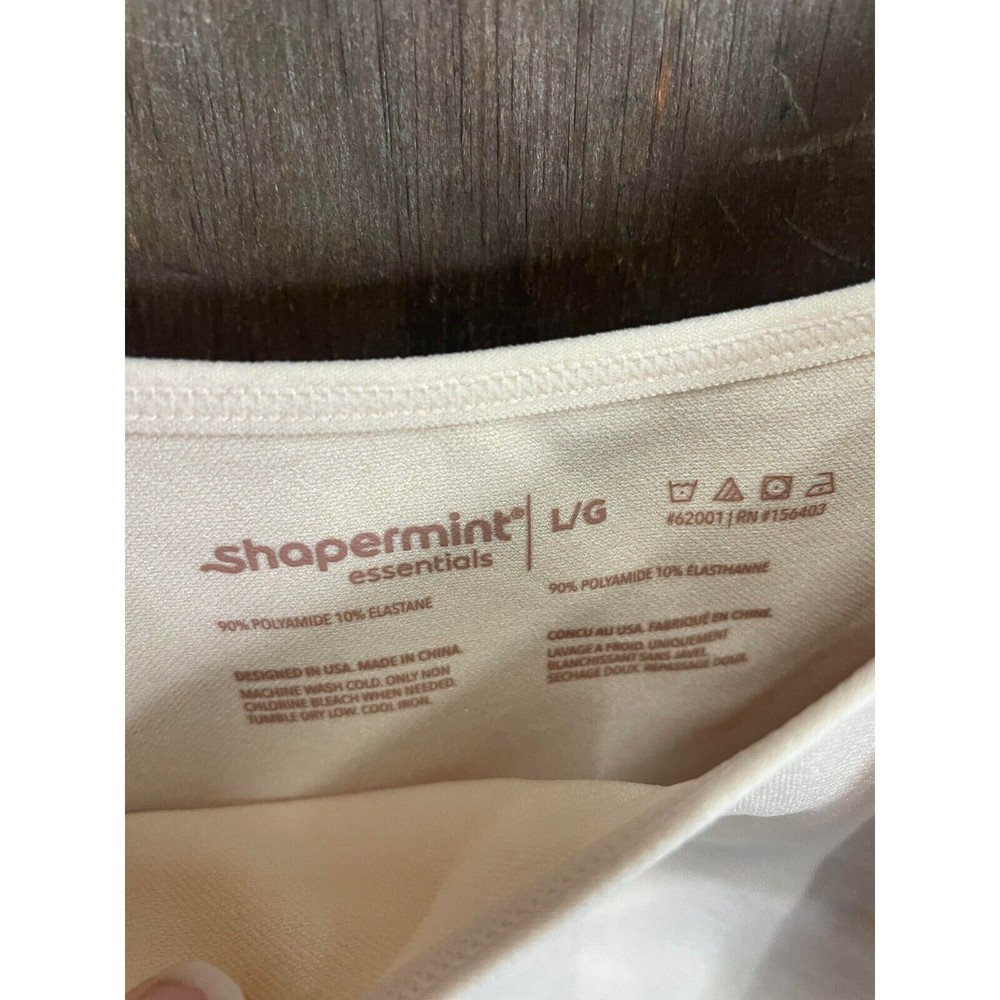 Shapermint®
essentials
L/G
#62001 | RN #156403
90% POLYAMIDE 10% ELASTANE
DESIGNED IN USA. MADE IN CHINA.
MACHINE WASH COLD. ONLY NON
CHLORINE BLEACH WHEN NEEDED.
TUMBLE DRY LOW. COOL IRON.
90% POLYAMIDE 10% ÉLASTHANNE
CONCU AU USA. FABRIQUÉ EN CHINE.
LAVAGE A FROID. UNIQUEMENT
BLANCHISSANT SANS JAVEL.
SECHAGE DOUX. REPASSAGE DOUX.